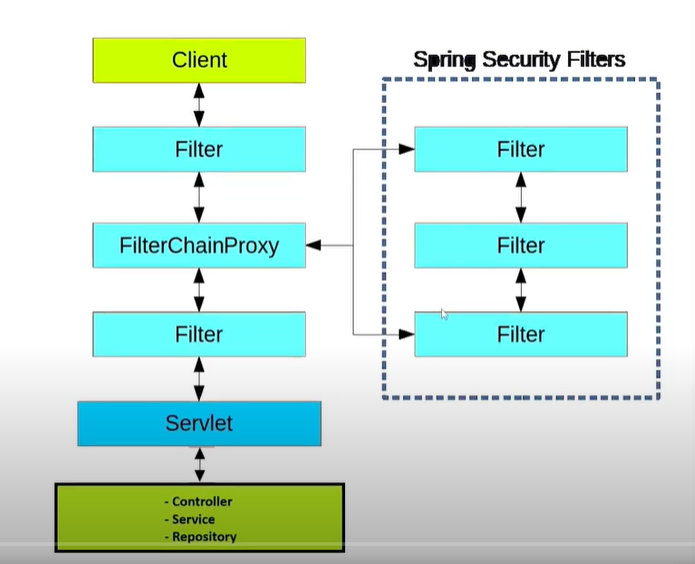 Client
Spring Security Filters
Filter
Filter
FilterChainProxy
Filter
Filter
Filter
Servlet
- Controller
- Service
- Repository